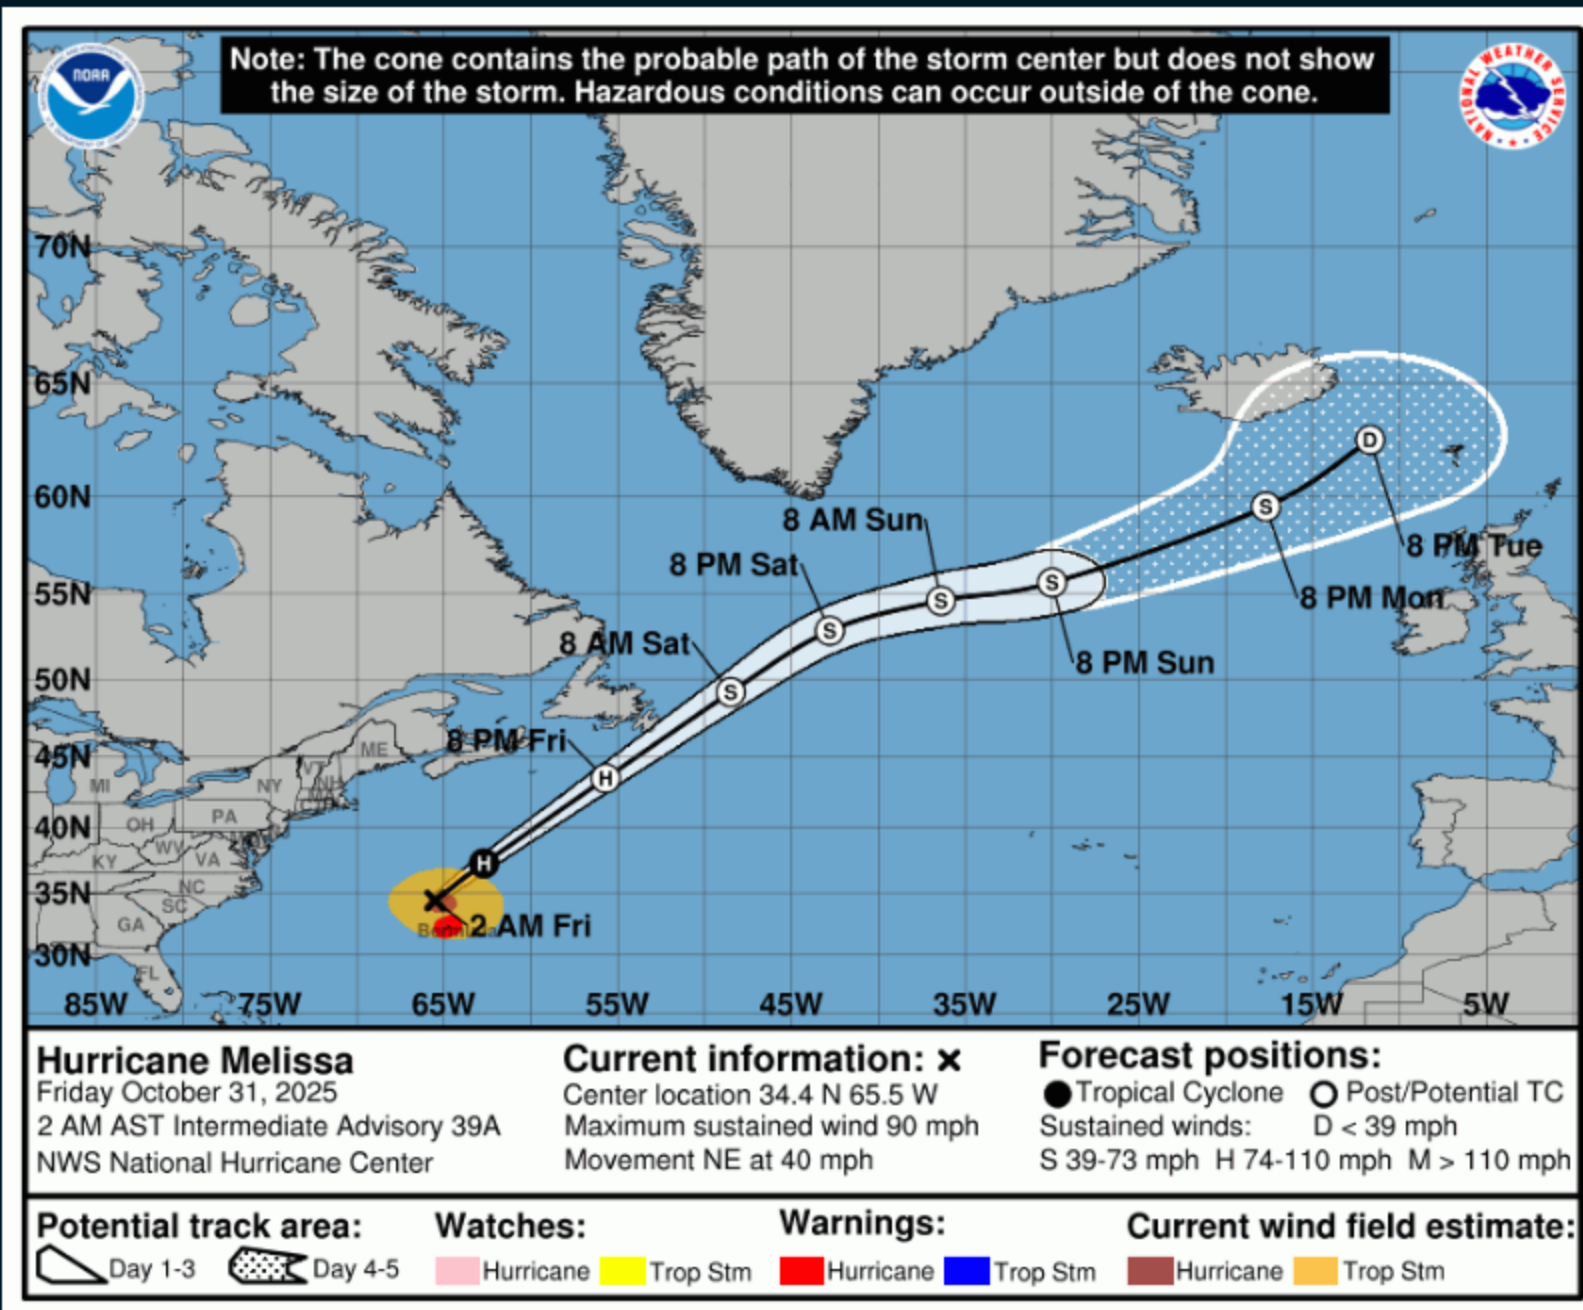 Note: The cone contains the probable path of the storm center but does not show
the size of the storm. Hazardous conditions can occur outside of the cone.
NOAA
NATIONAL WEATHER SERVICE
70N
65N
60N
55N
50N
45N
40N
35N
30N
85W 75W 65W 55W 45W 35W 25W 15W 5W
8 AM Sun
8 PM Sat
8 AM Sat
8 PM Fri
2 AM Fri
8 PM Tue
8 PM Mon
8 PM Sun
D
S
S
S
S
S
H
H
ME
VT
NH
MI
NY
PA
OH
WV
KY
VA
NC
SC
GA
FL
Hurricane Melissa
Friday October 31, 2025
2 AM AST Intermediate Advisory 39A
NWS National Hurricane Center
Current information: ×
Center location 34.4 N 65.5 W
Maximum sustained wind 90 mph
Movement NE at 40 mph
Forecast positions:
Tropical Cyclone Post/Potential TC
Sustained winds: D < 39 mph
S 39-73 mph H 74-110 mph M > 110 mph
Potential track area:
Day 1-3 Day 4-5
Watches:
Hurricane Trop Stm
Warnings:
Hurricane Trop Stm
Current wind field estimate:
Hurricane Trop Stm